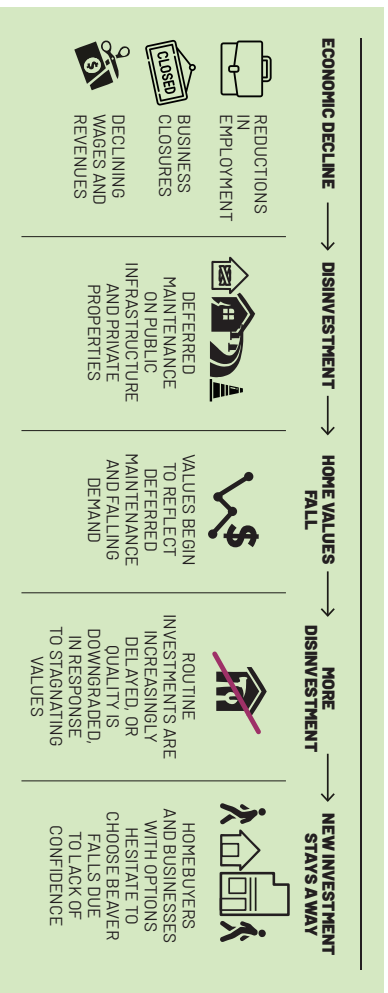 ECONOMIC DECLINE
REDUCTIONS
IN
EMPLOYMENT
CLOSED
BUSINESS
CLOSURES
$
DECLINING
WAGES AND
REVENUES
DISINVESTMENT
DEFERRED
MAINTENANCE
ON PUBLIC
INFRASTRUCTURE
AND PRIVATE
PROPERTIES
HOME VALUES
FALL
$
VALUES BEGIN
TO REFLECT
DEFERRED
MAINTENANCE
AND FALLING
DEMAND
MORE
DISINVESTMENT
ROUTINE
INVESTMENTS ARE
INCREASINGLY
DELAYED, OR
QUALITY IS
DOWNGRADED,
IN RESPONSE
TO STAGNATING
VALUES
NEW INVESTMENT
STAYS AWAY
HOMEBUYERS
AND BUSINESSES
WITH OPTIONS
HESITATE TO
CHOOSE BEAVER
FALLS DUE
TO LACK OF
CONFIDENCE